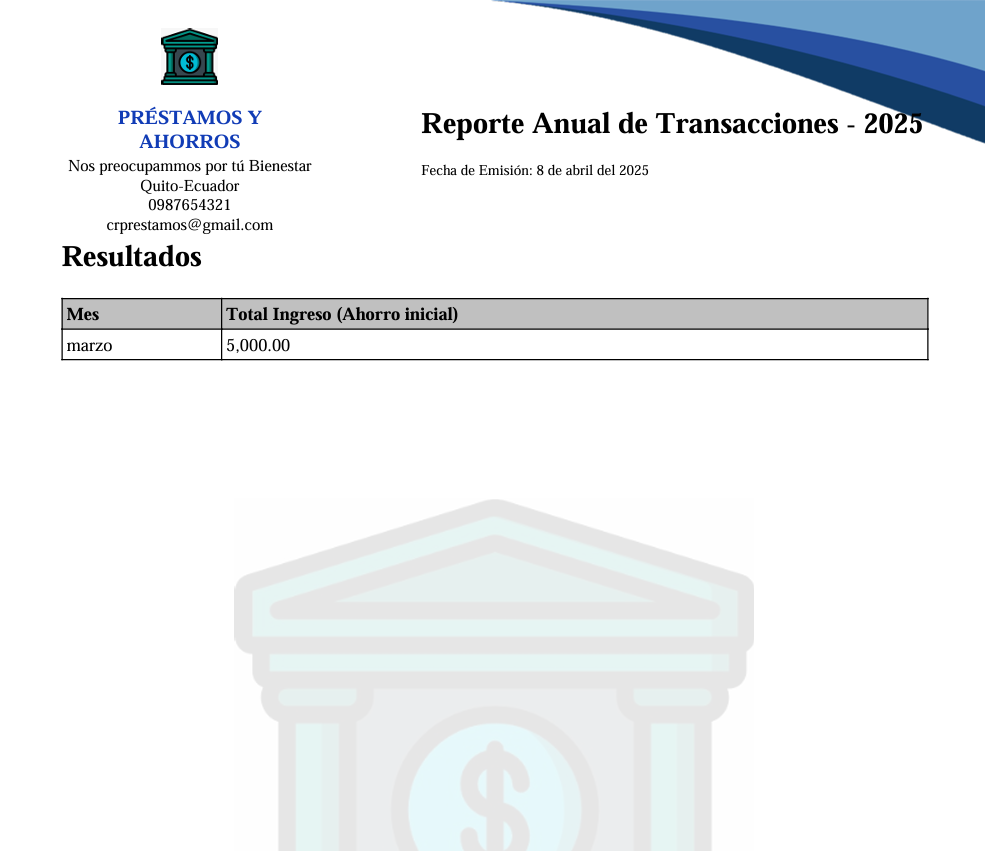 PRÉSTAMOS Y
AHORROS
Nos preocupammos por tú Bienestar
Quito-Ecuador
0987654321
crprestamos@gmail.com
Reporte Anual de Transacciones - 2025
Fecha de Emisión: 8 de abril del 2025
Resultados
Mes Total Ingreso (Ahorro inicial)
marzo 5,000.00